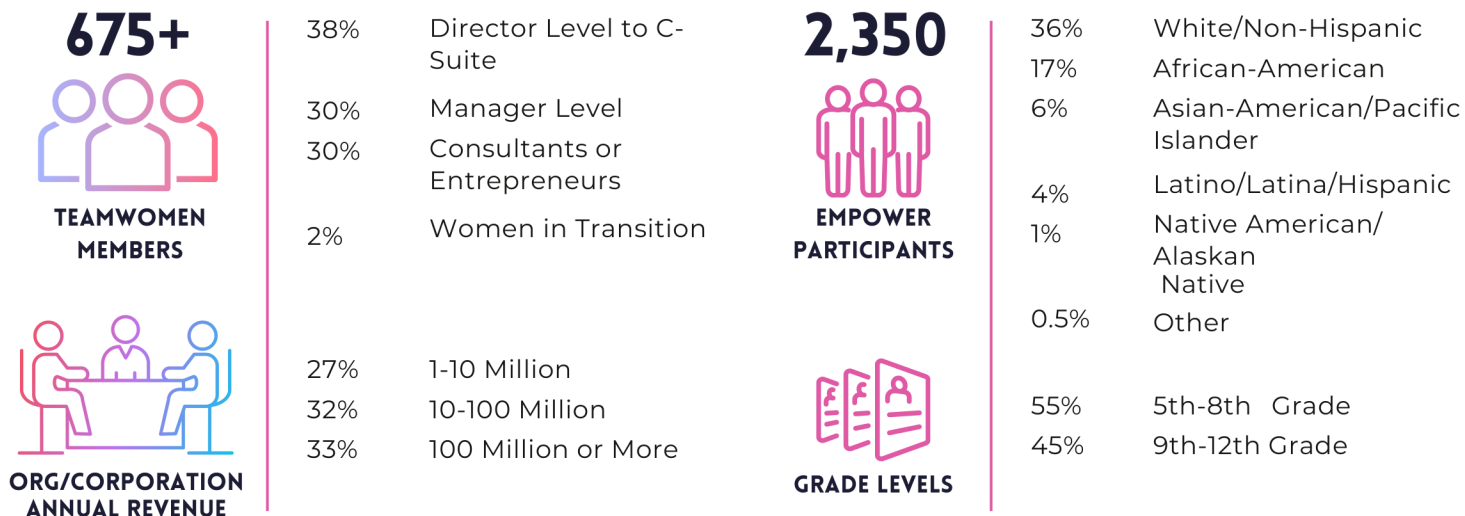 675+
TEAMWOMEN
MEMBERS
38% Director Level to C-
Suite
30% Manager Level
30% Consultants or
Entrepreneurs
2% Women in Transition
ORG/CORPORATION
ANNUAL REVENUE
27% 1-10 Million
32% 10-100 Million
33% 100 Million or More
2,350
EMPOWER
PARTICIPANTS
36% White/Non-Hispanic
17% African-American
6% Asian-American/Pacific
Islander
4% Latino/Latina/Hispanic
1% Native American/
Alaskan
Native
0.5% Other
GRADE LEVELS
55% 5th-8th Grade
45% 9th-12th Grade